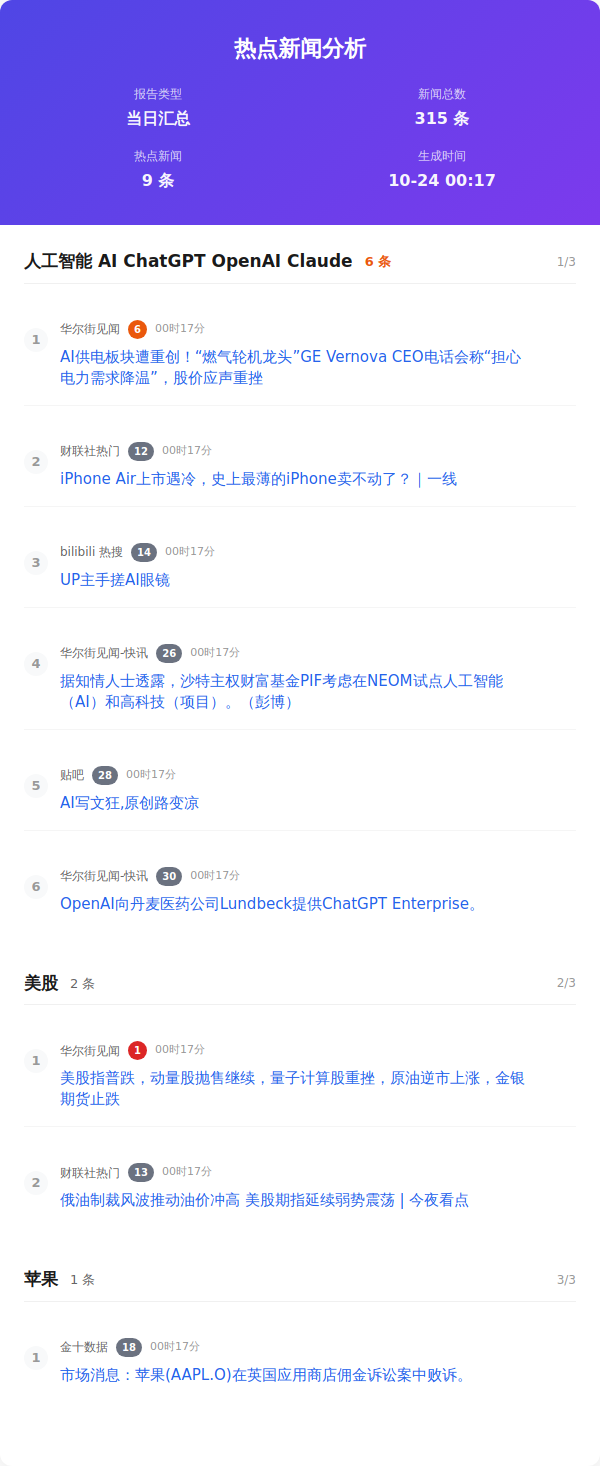 热点新闻分析
报告类型
新闻总数
当日汇总
315 条
热点新闻
生成时间
9 条
10-24 00:17
人工智能 AI ChatGPT OpenAI Claude 6 条 1/3
1 华尔街见闻 6 00时17分
AI供电板块遭重创！“燃气轮机龙头”GE Vernova CEO电话会称“担心
电力需求降温”，股价应声重挫
2 财联社热门 12 00时17分
iPhone Air上市遇冷，史上最薄的iPhone卖不动了？｜一线
3 bilibili 热搜 14 00时17分
UP主手搓AI眼镜
4 华尔街见闻-快讯 26 00时17分
据知情人士透露，沙特主权财富基金PIF考虑在NEOM试点人工智能
（AI）和高科技（项目）。（彭博）
5 贴吧 28 00时17分
AI写文狂,原创路变凉
6 华尔街见闻-快讯 30 00时17分
OpenAI向丹麦医药公司Lundbeck提供ChatGPT Enterprise。
美股 2 条 2/3
1 华尔街见闻 1 00时17分
美股指普跌，动量股抛售继续，量子计算股重挫，原油逆市上涨，金银
期货止跌
2 财联社热门 13 00时17分
俄油制裁风波推动油价冲高 美股期指延续弱势震荡 | 今夜看点
苹果 1 条 3/3
1 金十数据 18 00时17分
市场消息：苹果(AAPL.O)在英国应用商店佣金诉讼案中败诉。